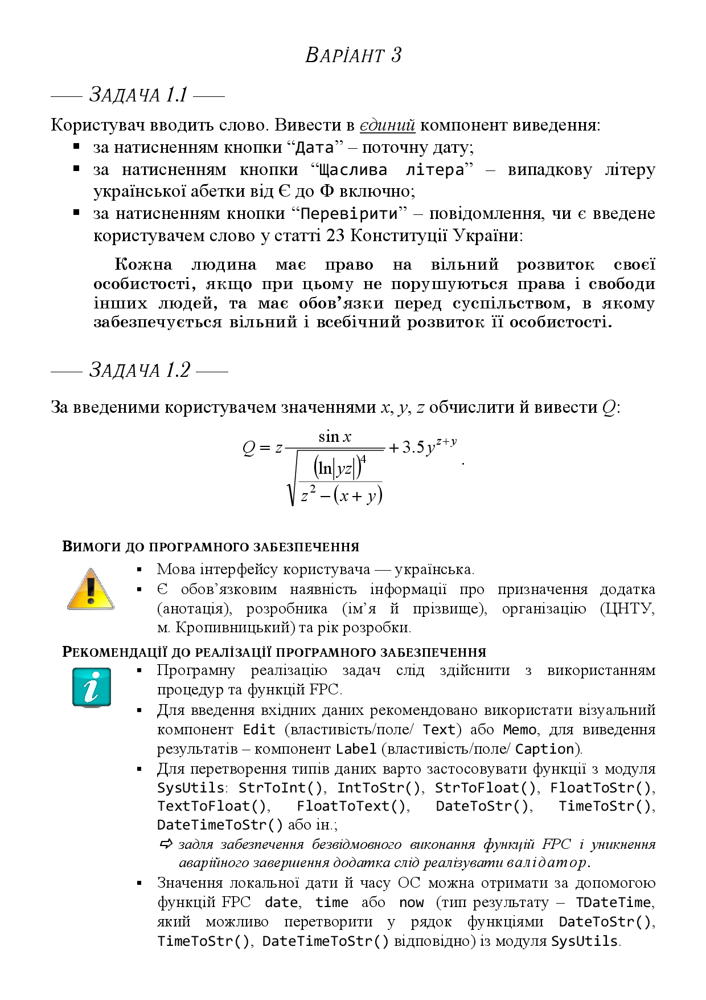 ВАРІАНТ 3
—— ЗАДАЧА 1.1 ——
Користувач вводить слово. Вивести в єдиний компонент виведення:
▪ за натисненням кнопки “Дата” – поточну дату;
▪ за натисненням кнопки “Щаслива літера” – випадкову літеру
української абетки від Є до Ф включно;
▪ за натисненням кнопки “Перевірити” – повідомлення, чи є введене
користувачем слово у статті 23 Конституції України:
Кожна людина має право на вільний розвиток своєї
особистості, якщо при цьому не порушуються права і свободи
інших людей, та має обов’язки перед суспільством, в якому
забезпечується вільний і всебічний розвиток її особистості.
—— ЗАДАЧА 1.2 ——
За введеними користувачем значеннями x, y, z обчислити й вивести Q:
sin x
Q = z ――― + 3.5 y^{z+y} .
(ln|yz|)^4
√ z^2 − (x + y)
ВИМОГИ ДО ПРОГРАМНОГО ЗАБЕЗПЕЧЕННЯ
▪ Мова інтерфейсу користувача — українська.
▪ Є обов’язковим наявність інформації про призначення додатка
(анотація), розробника (ім’я й прізвище), організацію (ЦНТУ,
м. Кропивницький) та рік розробки.
РЕКОМЕНДАЦІЇ ДО РЕАЛІЗАЦІЇ ПРОГРАМНОГО ЗАБЕЗПЕЧЕННЯ
▪ Програмну реалізацію задач слід здійснити з використанням
процедур та функцій FPC.
▪ Для введення вхідних даних рекомендовано використати візуальний
компонент Edit (властивість/поле/ Text) або Memo, для виведення
результатів – компонент Label (властивість/поле/ Caption).
▪ Для перетворення типів даних варто застосовувати функції з модуля
SysUtils: StrToInt(), IntToStr(), StrToFloat(), FloatToStr(),
TextToFloat(), FloatToText(), DateToStr(), TimeToStr(),
DateTimeToStr() або ін.;
⇨ задля забезпечення безвідмовного виконання функцій FPC і уникнення
аварійного завершення додатка слід реалізувати валідатор.
▪ Значення локальної дати й часу ОС можна отримати за допомогою
функцій FPC date, time або now (тип результату – TDateTime,
який можливо перетворити у рядок функціями DateToStr(),
TimeToStr(), DateTimeToStr() відповідно) із модуля SysUtils.